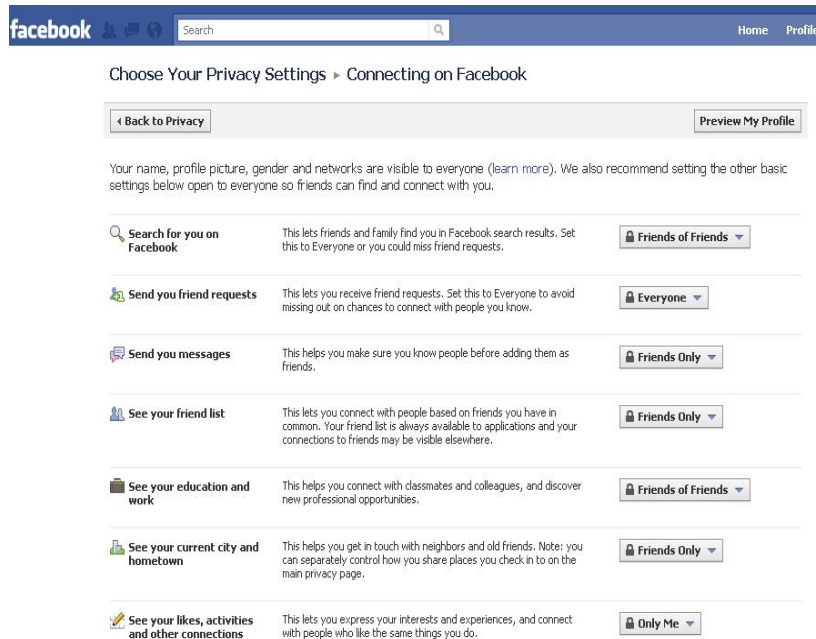 facebook
Search
Home Profile
Choose Your Privacy Settings ▸ Connecting on Facebook
Back to Privacy
Preview My Profile
Your name, profile picture, gender and networks are visible to everyone (learn more). We also recommend setting the other basic
settings below open to everyone so friends can find and connect with you.
Search for you on
Facebook
This lets friends and family find you in Facebook search results. Set
this to Everyone or you could miss friend requests.
Friends of Friends
Send you friend requests
This lets you receive friend requests. Set this to Everyone to avoid
missing out on chances to connect with people you know.
Everyone
Send you messages
This helps you make sure you know people before adding them as
friends.
Friends Only
See your friend list
This lets you connect with people based on friends you have in
common. Your friend list is always available to applications and your
connections to friends may be visible elsewhere.
Friends Only
See your education and
work
This helps you connect with classmates and colleagues, and discover
new professional opportunities.
Friends of Friends
See your current city and
hometown
This helps you get in touch with neighbors and old friends. Note: you
can separately control how you share places you check in to on the
main privacy page.
Friends Only
See your likes, activities
and other connections
This lets you express your interests and experiences, and connect
with people who like the same things you do.
Only Me